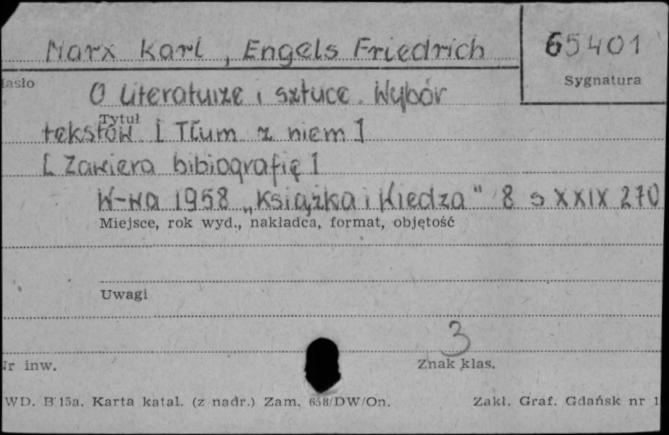 Marx Karl, Engels Friedrich
65401
Sygnatura
Hasło
O Literaturze i sztuce. Wybór
Tytuł
tekstów [Tłum z niem]
[Zawiera bibiografię]
W-wa 1958 „Książka i Wiedza" 8 s XXIX 270
Miejsce, rok wyd., nakładca, format, objętość
Uwagi
3
Nr inw.
Znak klas.
WD. B 15a. Karta katal. (z nadr.) Zam. 658/DW/On.
Zakł. Graf. Gdańsk nr 1